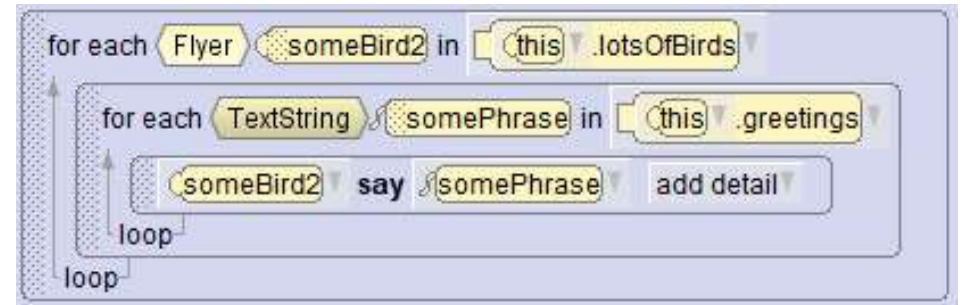 for each Flyer someBird2 in this .lotsOfBirds
for each TextString somePhrase in this .greetings
someBird2 say somePhrase add detail
loop
loop